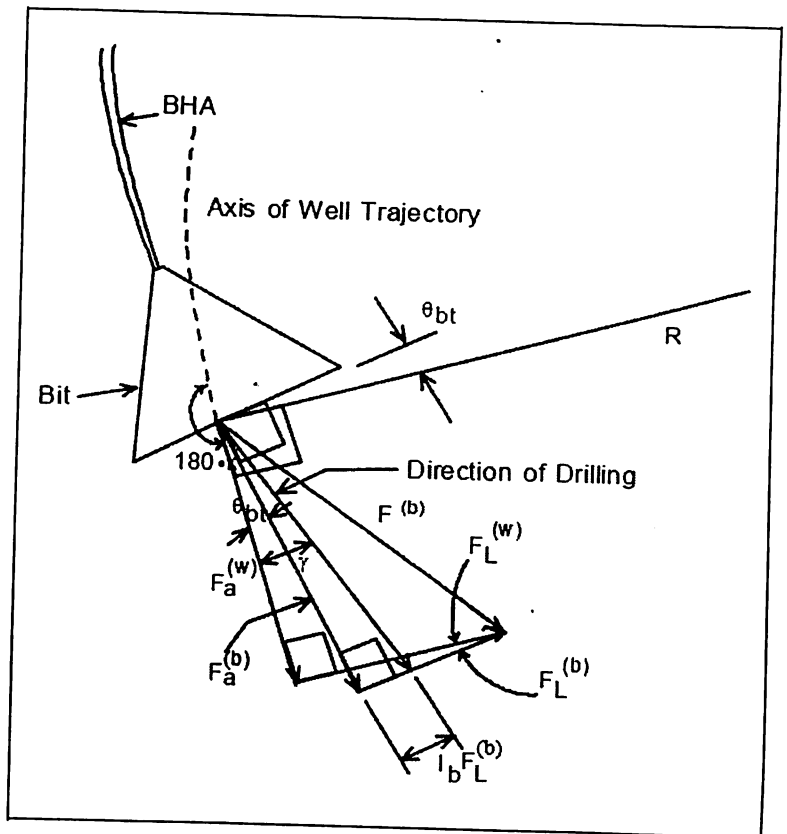 BHA
Axis of Well Trajectory
θbt
R
Bit
180
Direction of Drilling
θbt
F (b)
FL(w)
Fa(w)
γ
Fa(b)
FL(b)
IbFL(b)